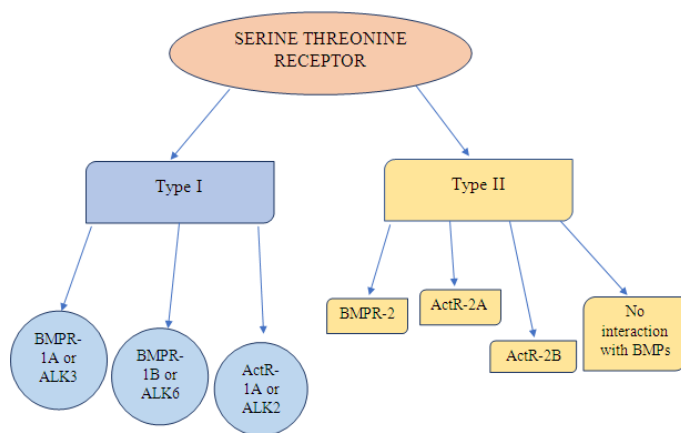 SERINE THREONINE
RECEPTOR
Type I
Type II
BMPR-
1A or
ALK3
BMPR-
1B or
ALK6
ActR-
1A or
ALK2
BMPR-2
ActR-2A
ActR-2B
No
interaction
with BMPs